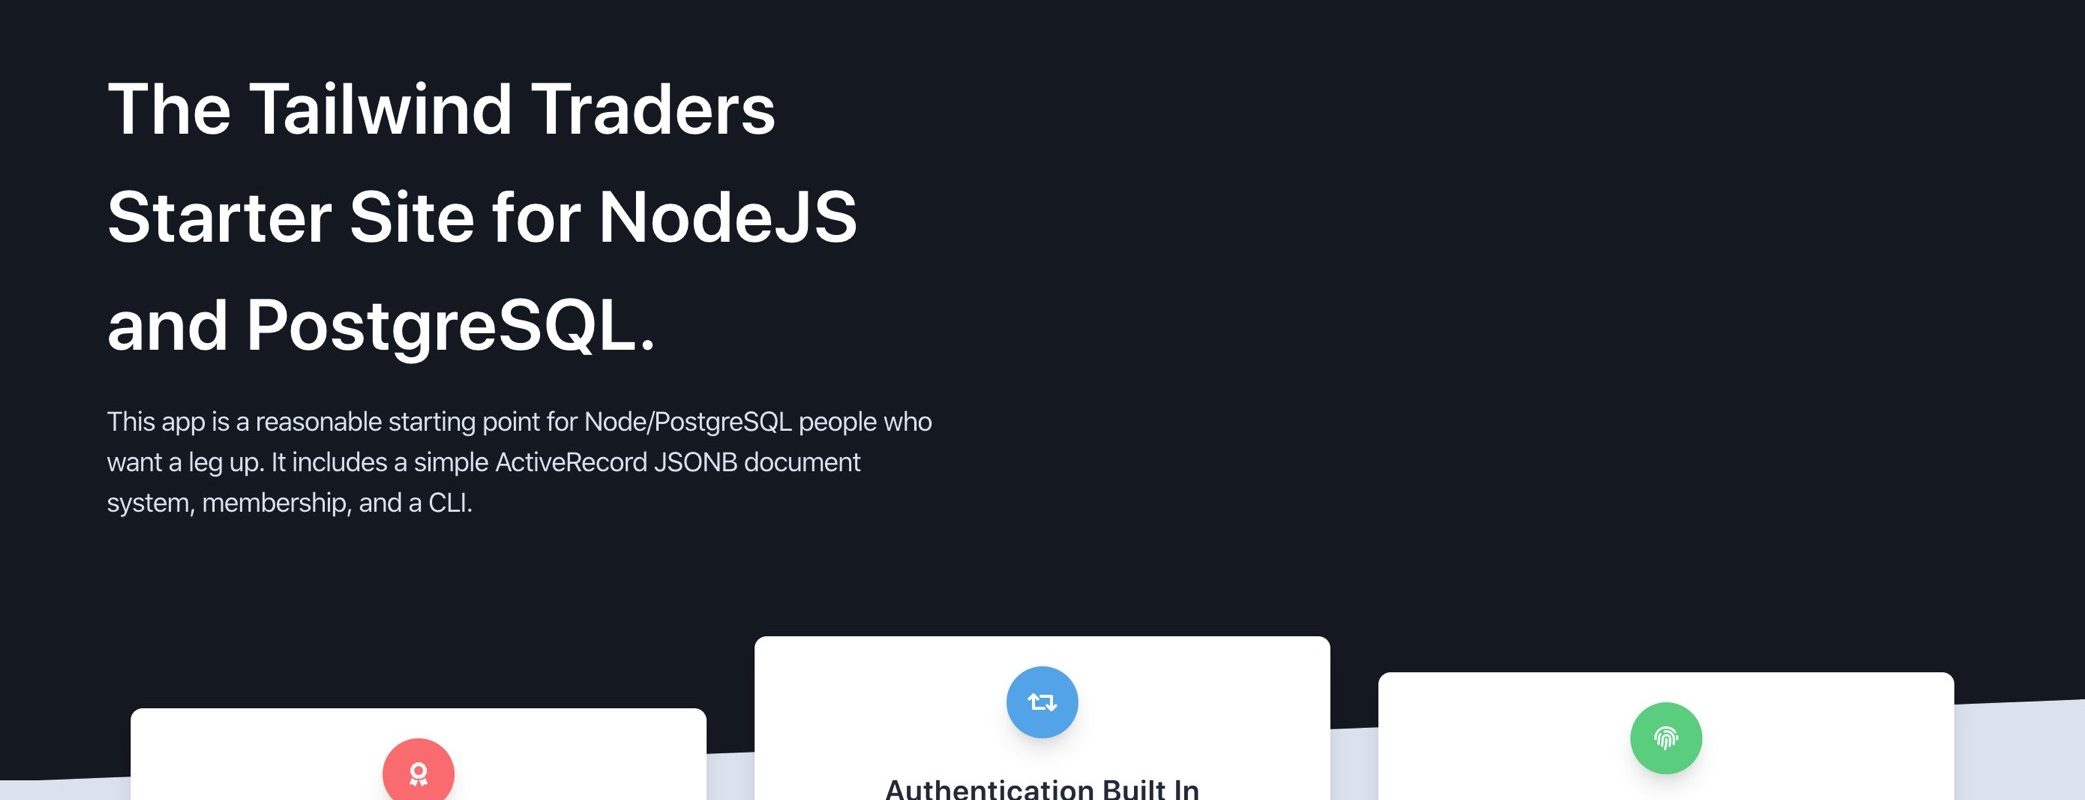 The Tailwind Traders
Starter Site for NodeJS
and PostgreSQL.
This app is a reasonable starting point for Node/PostgreSQL people who
want a leg up. It includes a simple ActiveRecord JSONB document
system, membership, and a CLI.
Authentication Built In